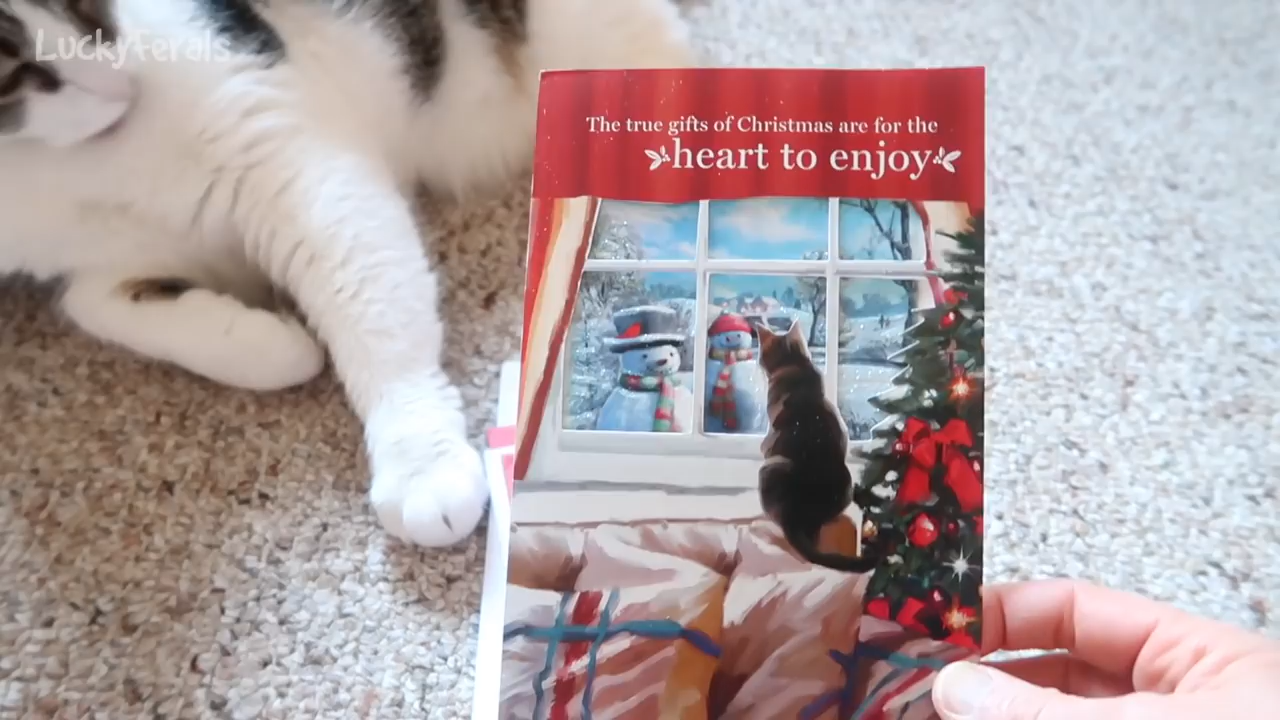 LuckyFerals
The true gifts of Christmas are for the
heart to enjoy